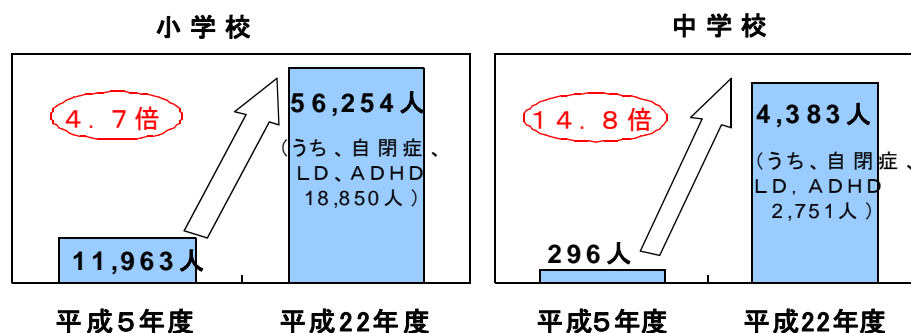 小学校
4.7倍
56,254人
（うち、自閉症、
LD、ADHD
18,850人）
11,963人
平成5年度
平成22年度
中学校
14.8倍
4,383人
（うち、自閉症、
LD, ADHD
2,751人）
296人
平成5年度
平成22年度